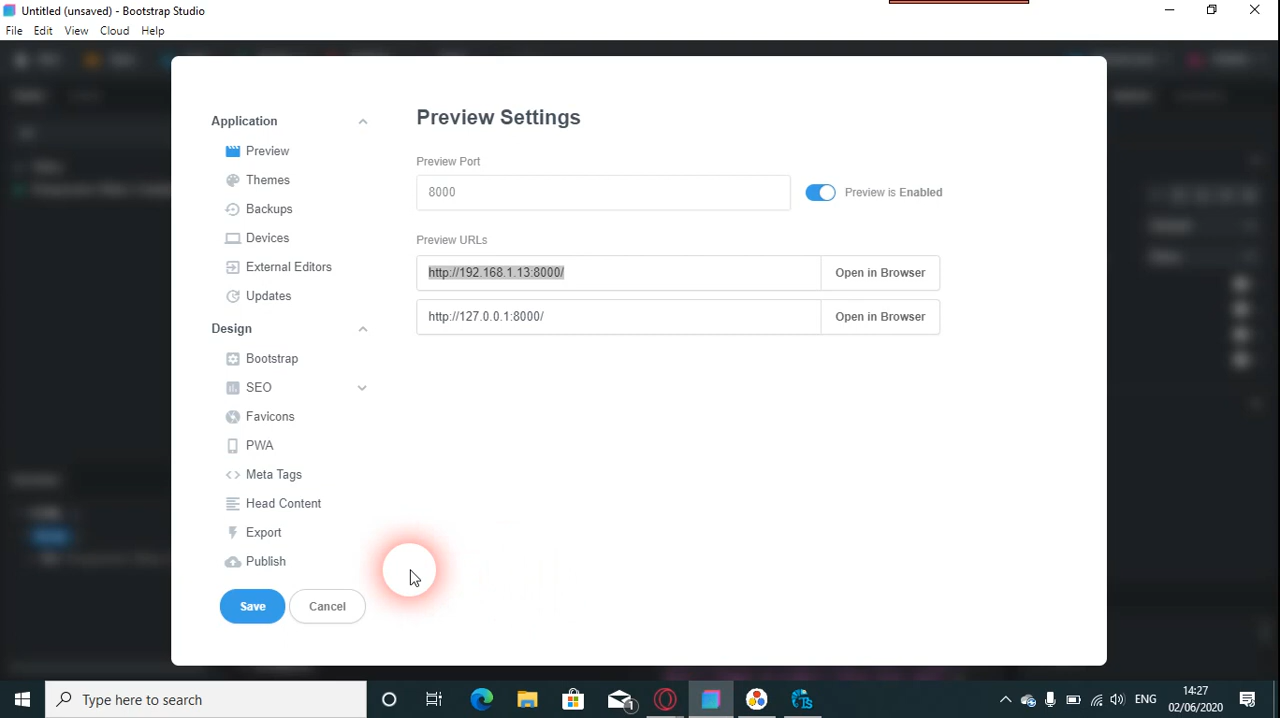 Untitled (unsaved) - Bootstrap Studio
File Edit View Cloud Help
Application
Preview
Themes
Backups
Devices
External Editors
Updates
Design
Bootstrap
SEO
Favicons
PWA
Meta Tags
Head Content
Export
Publish
Save Cancel
Preview Settings
Preview Port
8000 Preview is Enabled
Preview URLs
http://192.168.1.13:8000/ Open in Browser
http://127.0.0.1:8000/ Open in Browser
Type here to search
1
ENG
14:27
02/06/2020